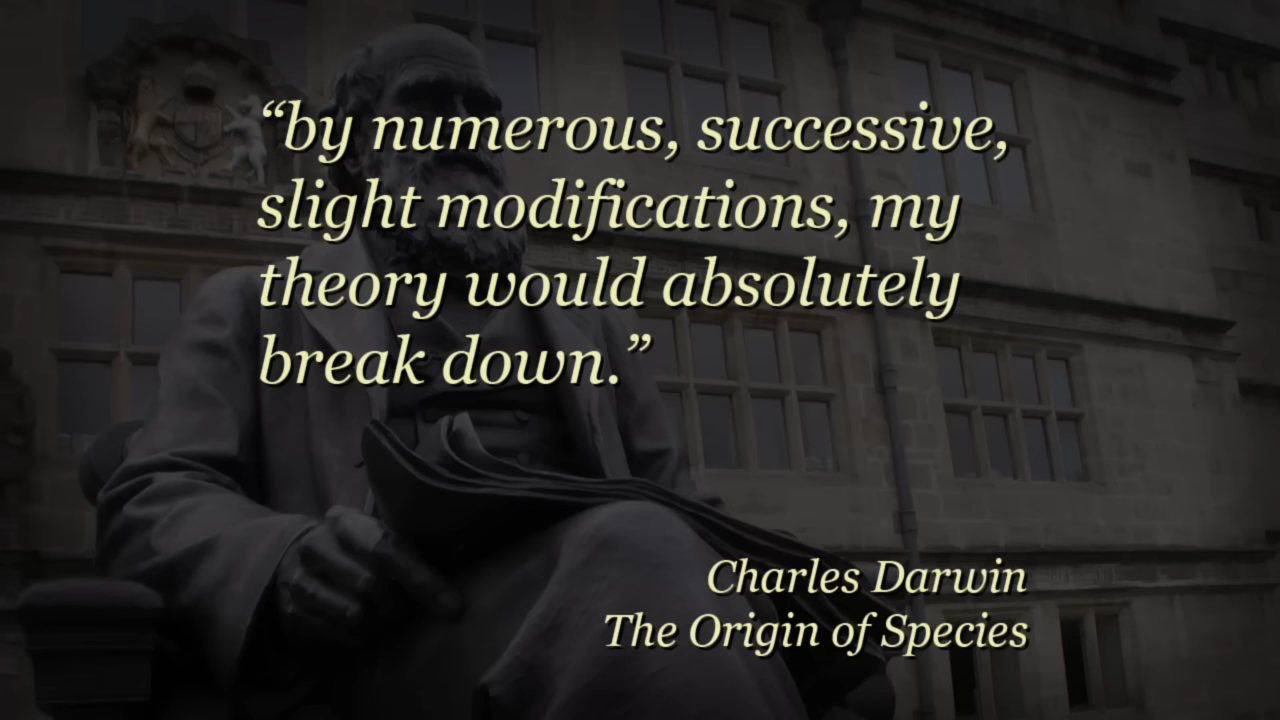 “by numerous, successive,
slight modifications, my
theory would absolutely
break down.”
Charles Darwin
The Origin of Species